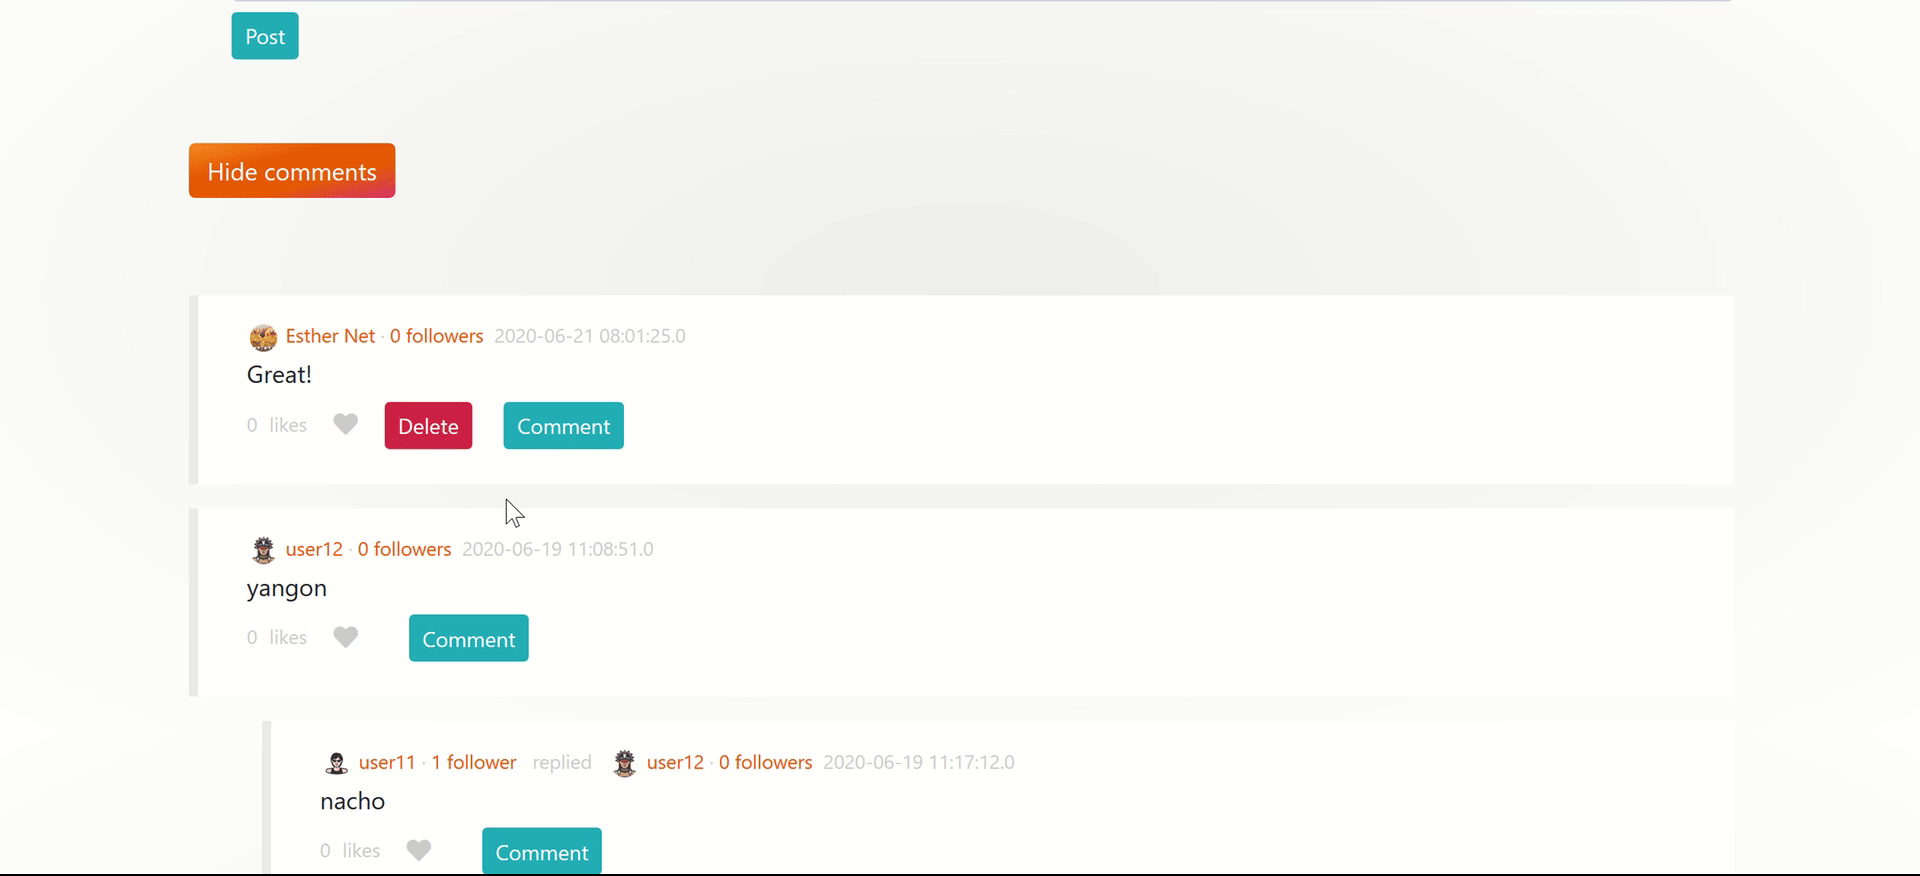 Post
Hide comments
Esther Net · 0 followers 2020-06-21 08:01:25.0
Great!
0 likes Delete Comment
user12 · 0 followers 2020-06-19 11:08:51.0
yangon
0 likes Comment
user11 · 1 follower replied user12 · 0 followers 2020-06-19 11:17:12.0
nacho
0 likes Comment